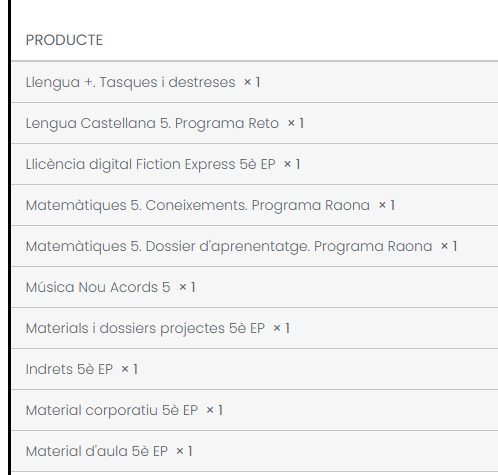 PRODUCTE
Llengua +. Tasques i destreses × 1
Lengua Castellana 5. Programa Reto × 1
Llicència digital Fiction Express 5è EP × 1
Matemàtiques 5. Coneixements. Programa Raona × 1
Matemàtiques 5. Dossier d'aprenentatge. Programa Raona × 1
Música Nou Acords 5 × 1
Materials i dossiers projectes 5è EP × 1
Indrets 5è EP × 1
Material corporatiu 5è EP × 1
Material d'aula 5è EP × 1